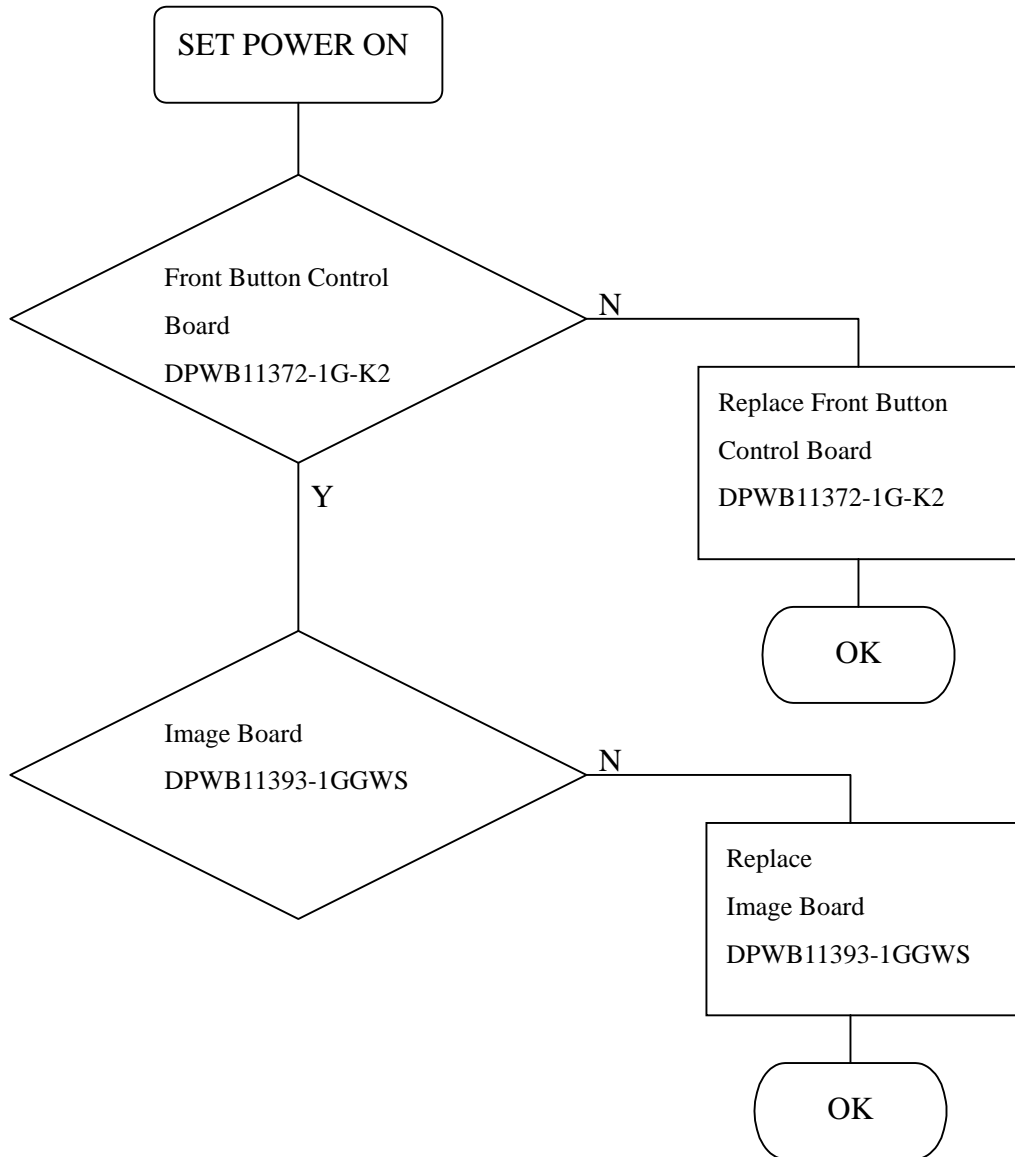 SET POWER ON
Front Button Control
Board
DPWB11372-1G-K2
N
Replace Front Button
Control Board
DPWB11372-1G-K2
Y
OK
Image Board
DPWB11393-1GGWS
N
Replace
Image Board
DPWB11393-1GGWS
OK